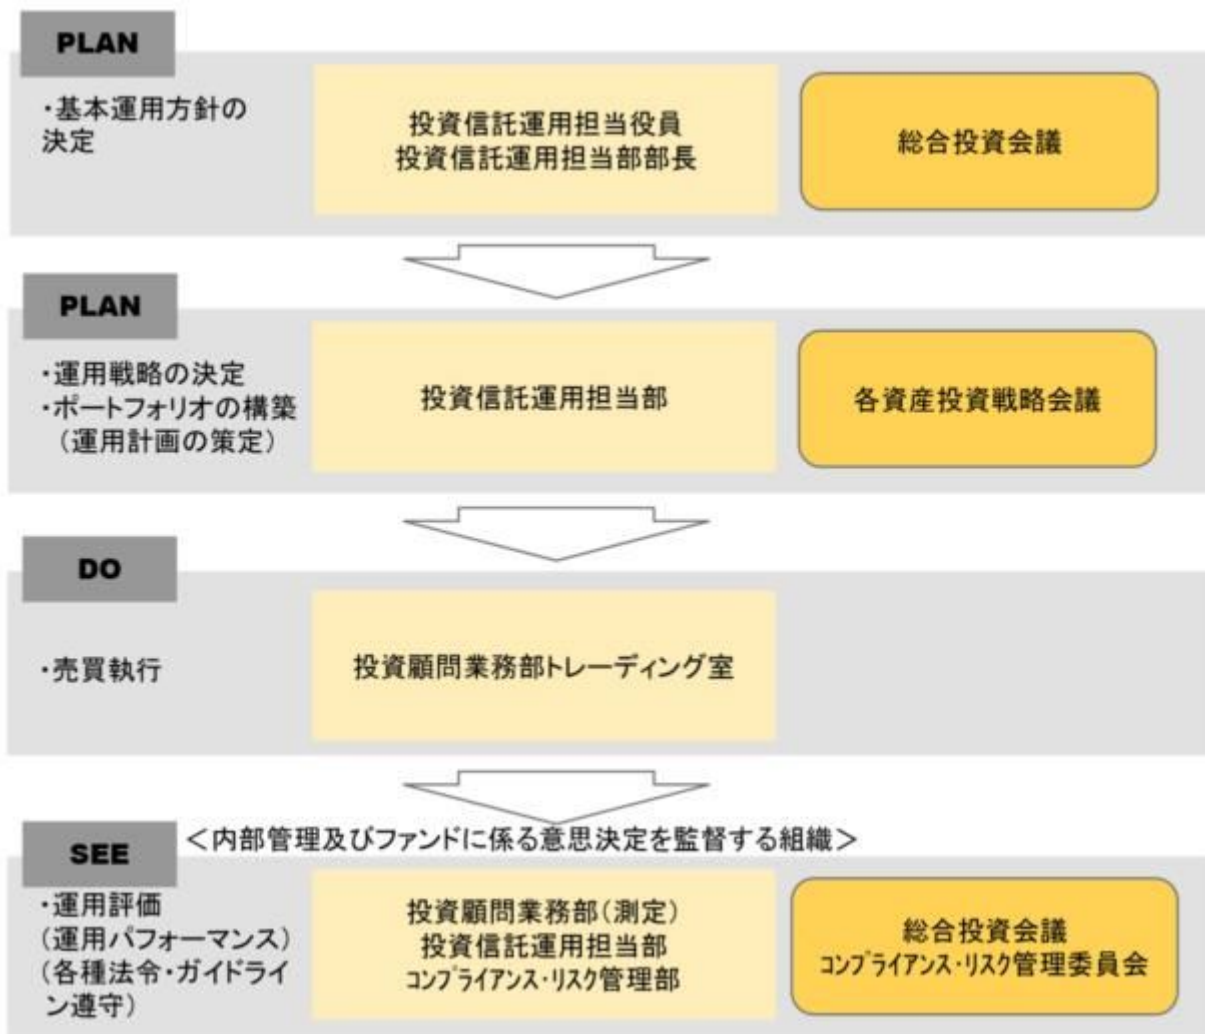 PLAN
・基本運用方針の
決定
投資信託運用担当役員
投資信託運用担当部部長
総合投資会議
PLAN
・運用戦略の決定
・ポートフォリオの構築
（運用計画の策定）
投資信託運用担当部
各資産投資戦略会議
DO
・売買執行
投資顧問業務部トレーディング室
SEE
＜内部管理及びファンドに係る意思決定を監督する組織＞
・運用評価
（運用パフォーマンス）
（各種法令・ガイドライ
ン遵守）
投資顧問業務部（測定）
投資信託運用担当部
ｺﾝﾌﾟﾗｲｱﾝｽ･ﾘｽｸ管理部
総合投資会議
ｺﾝﾌﾟﾗｲｱﾝｽ･ﾘｽｸ管理委員会